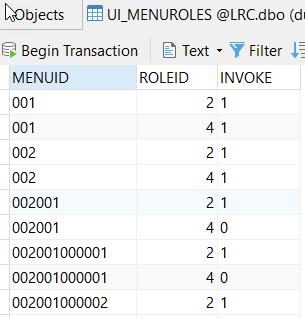 Objects UI_MENUROLES @LRC.dbo (d
Begin Transaction Text Filter
MENUID ROLEID INVOKE
001 2 1
001 4 1
002 2 1
002 4 1
002001 2 1
002001 4 0
002001000001 2 1
002001000001 4 0
002001000002 2 1